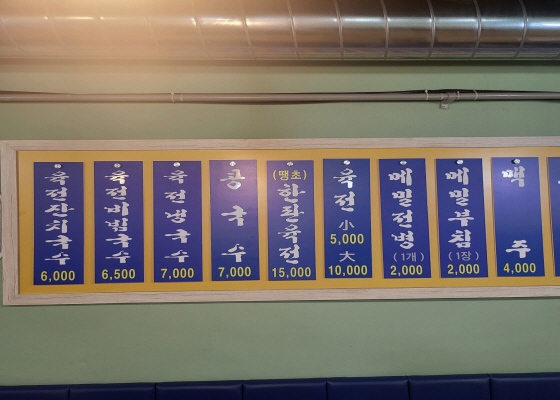 육전잔치국수
6,000
육전비빔국수
6,500
육전냉국수
7,000
콩국수
7,000
(땡초)
한판육전
15,000
육전
小
5,000
大
10,000
메밀전병
(1개)
2,000
메밀부침
(1장)
2,000
맥주
4,000